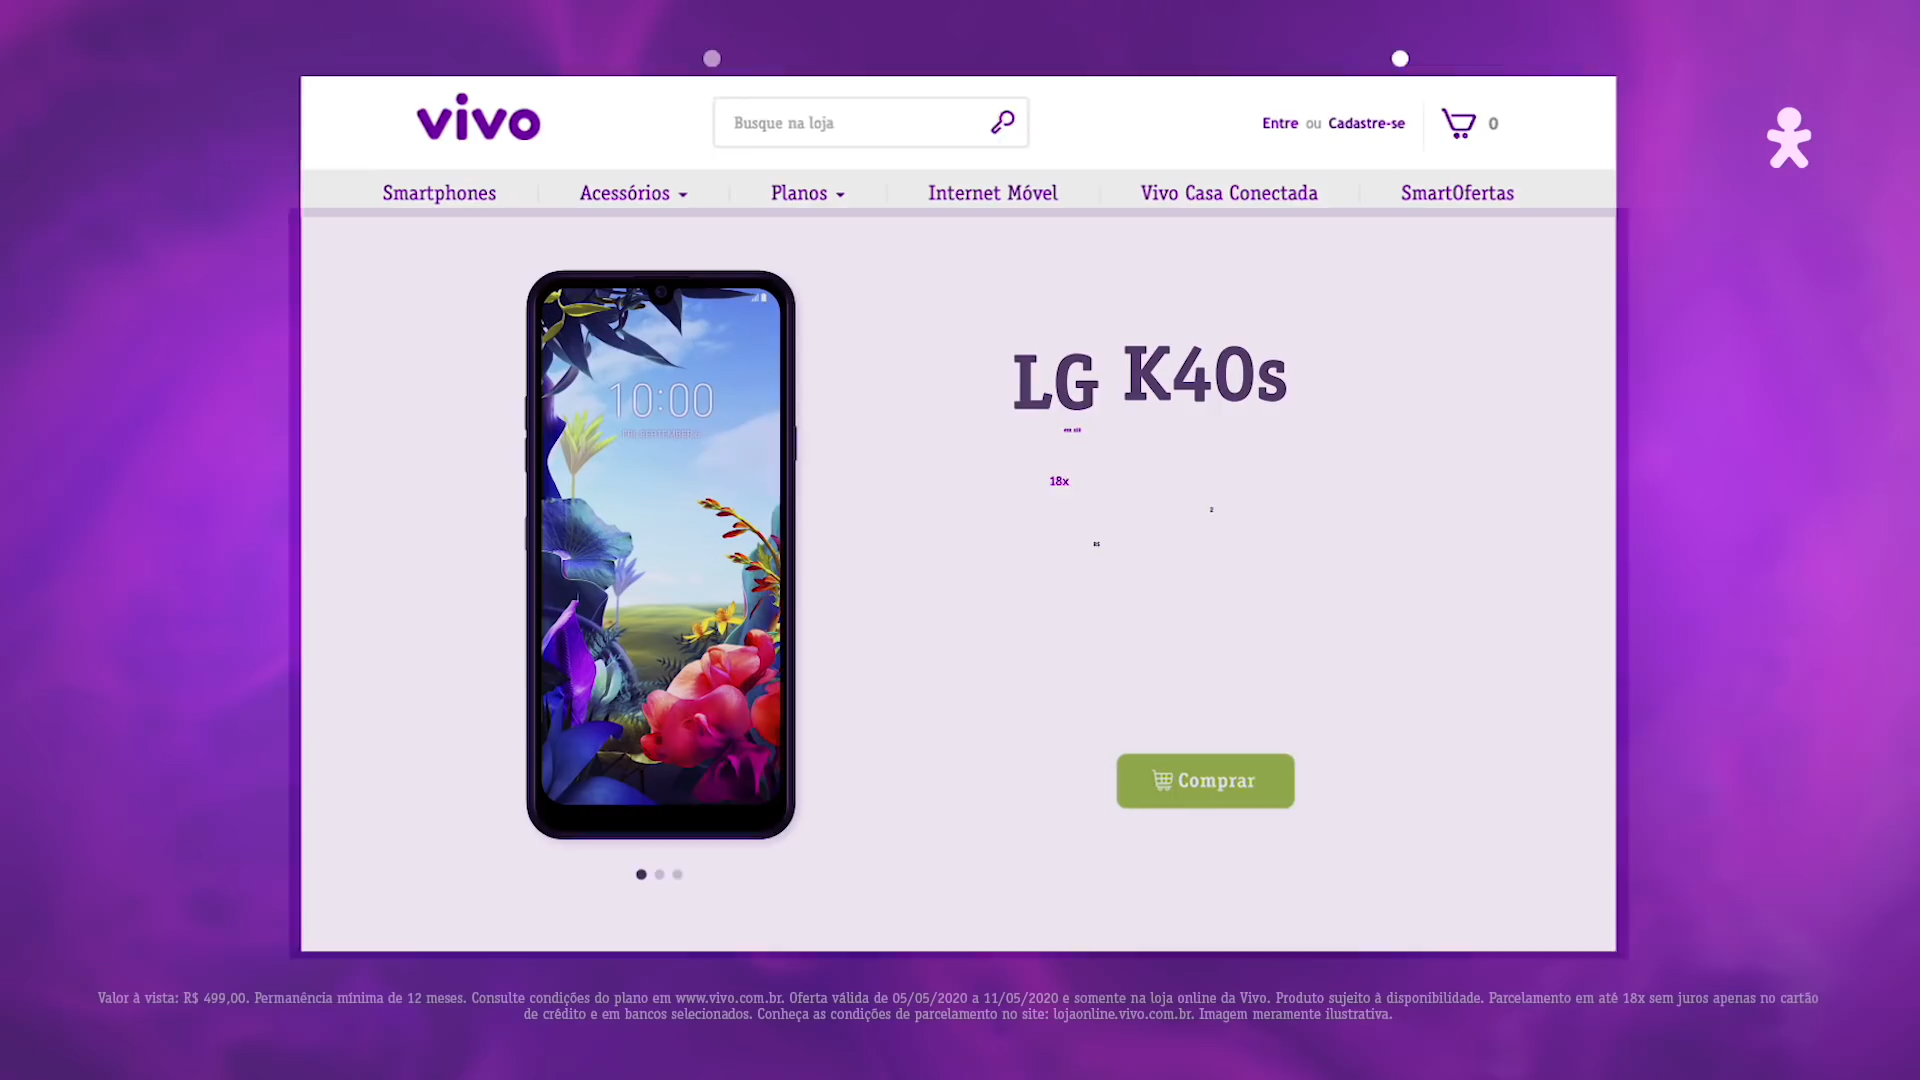 vivo
Busque na loja
Entre ou Cadastre-se
0
Smartphones
Acessórios
Planos
Internet Móvel
Vivo Casa Conectada
SmartOfertas
10:00
FRI, SEPTEMBER
LG K40s
18x
2
R$
Comprar
Valor à vista: R$ 499,00. Permanência mínima de 12 meses. Consulte condições do plano em www.vivo.com.br. Oferta válida de 05/05/2020 a 11/05/2020 e somente na loja online da Vivo. Produto sujeito à disponibilidade. Parcelamento em até 18x sem juros apenas no cartão
de crédito e em bancos selecionados. Conheça as condições de parcelamento no site: lojaonline.vivo.com.br. Imagem meramente ilustrativa.